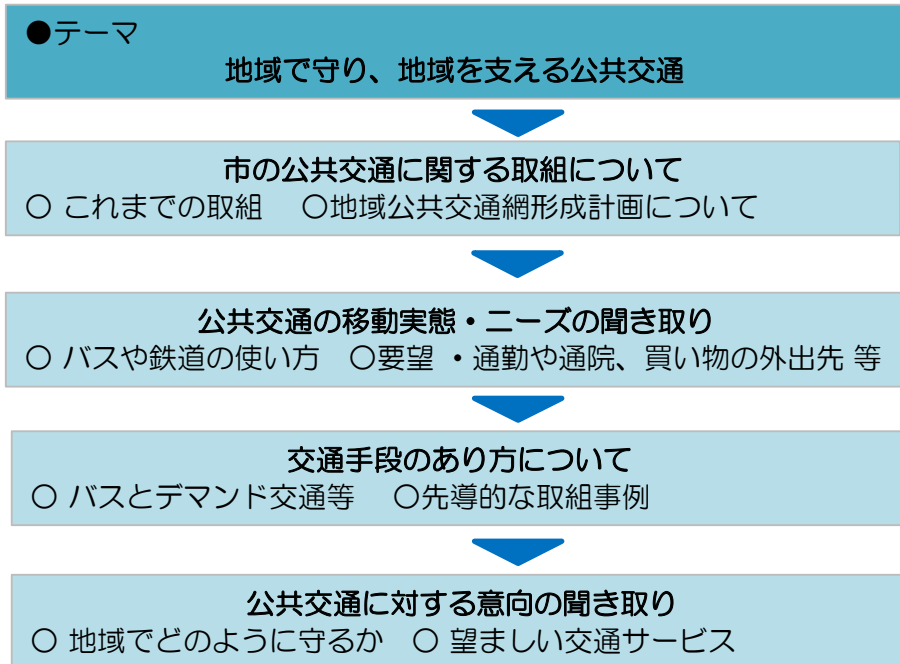 ●テーマ
地域で守り、地域を支える公共交通
市の公共交通に関する取組について
○ これまでの取組　○地域公共交通網形成計画について
公共交通の移動実態・ニーズの聞き取り
○ バスや鉄道の使い方　○要望 ・通勤や通院、買い物の外出先 等
交通手段のあり方について
○ バスとデマンド交通等　○先導的な取組事例
公共交通に対する意向の聞き取り
○ 地域でどのように守るか　○ 望ましい交通サービス